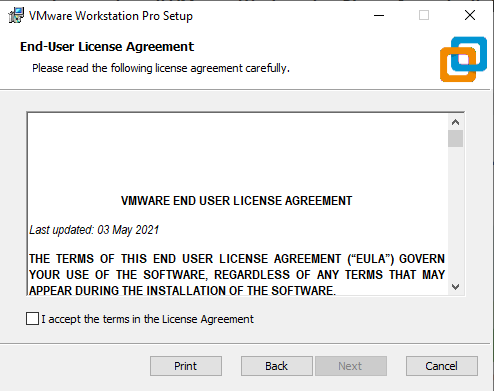 VMware Workstation Pro Setup
End-User License Agreement
Please read the following license agreement carefully.
VMWARE END USER LICENSE AGREEMENT
Last updated: 03 May 2021
THE TERMS OF THIS END USER LICENSE AGREEMENT (“EULA”) GOVERN
YOUR USE OF THE SOFTWARE, REGARDLESS OF ANY TERMS THAT MAY
APPEAR DURING THE INSTALLATION OF THE SOFTWARE.
I accept the terms in the License Agreement
Print Back Next Cancel